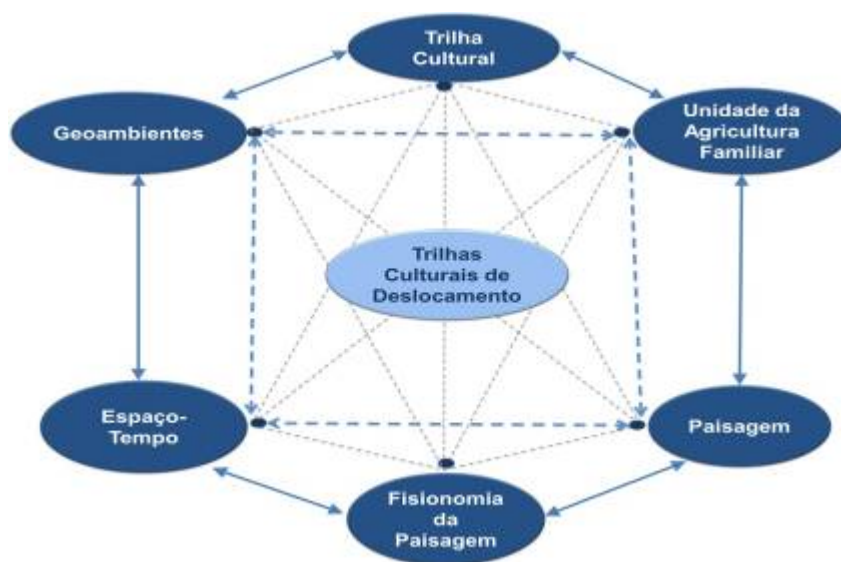 Trilha
Cultural
Geoambientes
Unidade da
Agricultura
Familiar
Trilhas
Culturais de
Deslocamento
Espaço-
Tempo
Paisagem
Fisionomia
da
Paisagem